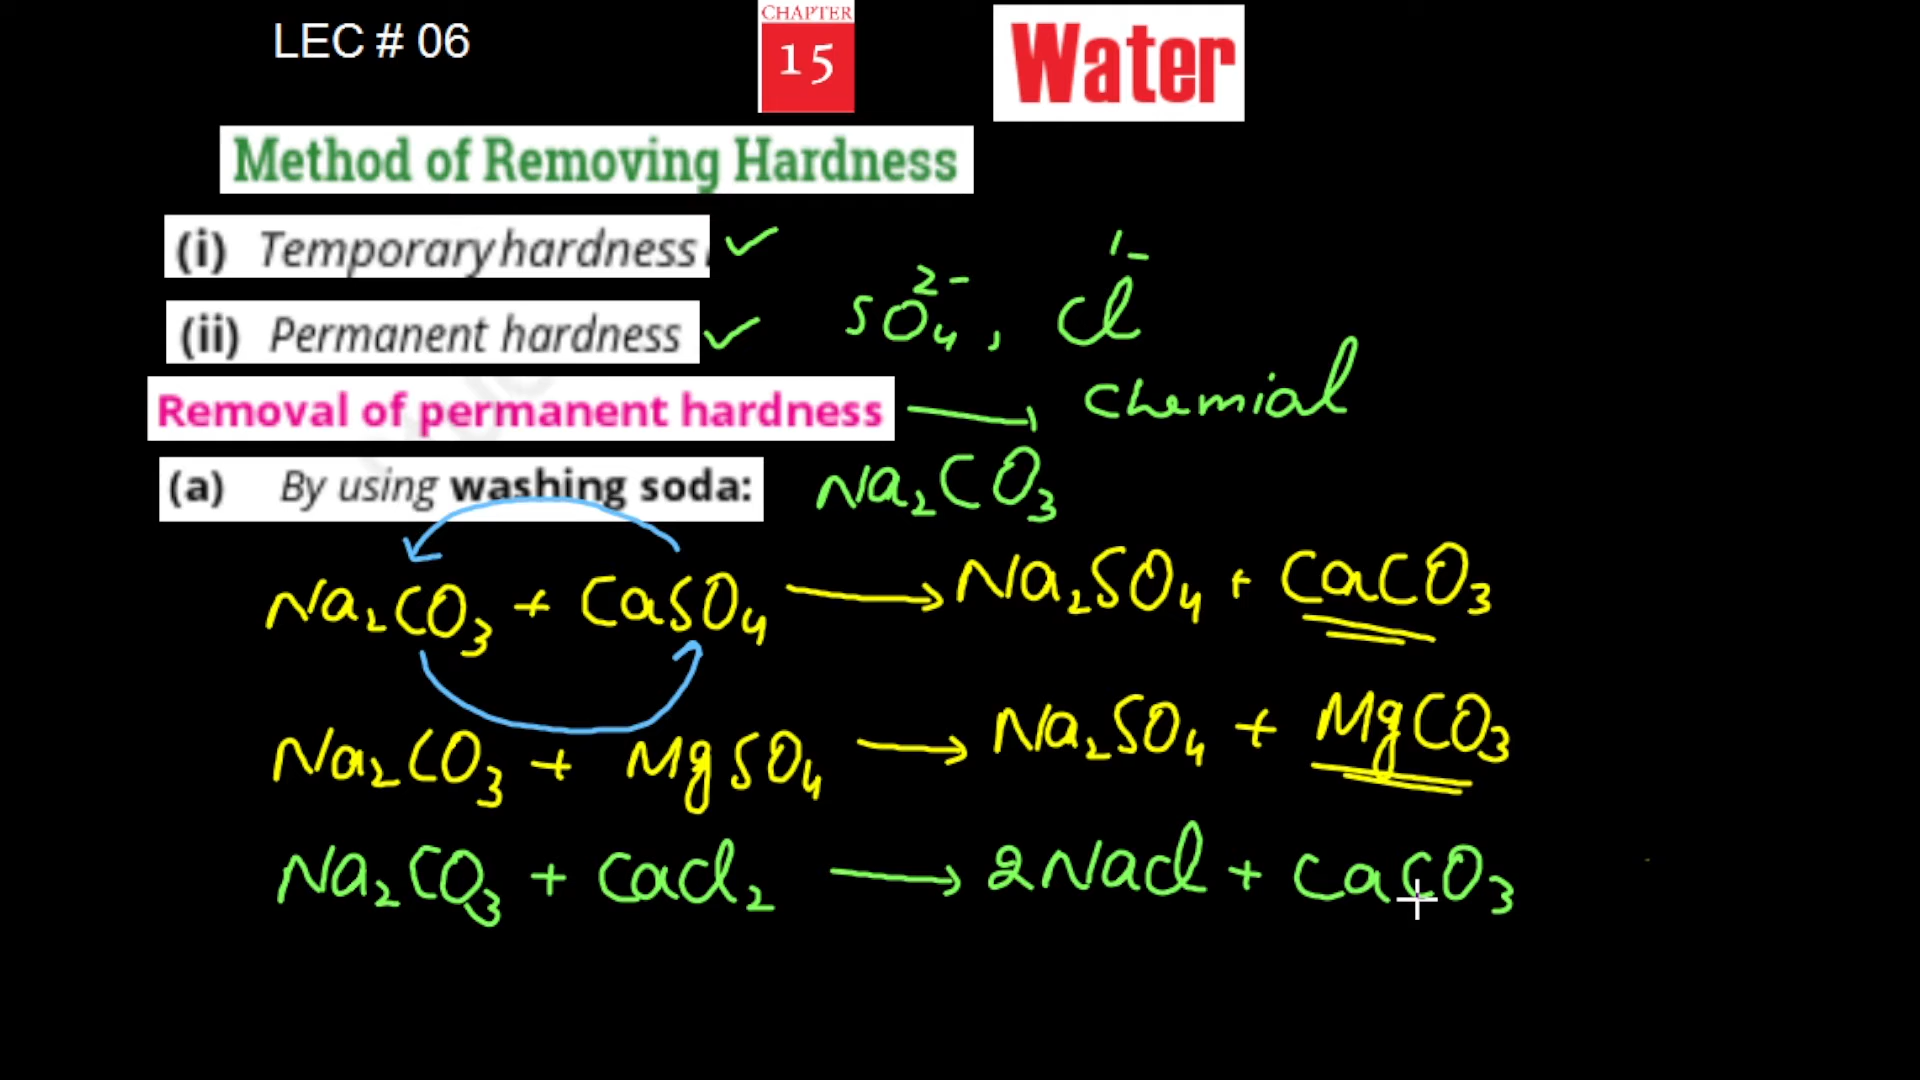 LEC # 06
CHAPTER
15
Water
Method of Removing Hardness
(i) Temporary hardness
(ii) Permanent hardness
SO₄²⁻, Cl¹⁻
Removal of permanent hardness → chemial
(a) By using washing soda: Na₂CO₃
Na₂CO₃ + CaSO₄ → Na₂SO₄ + CaCO₃
Na₂CO₃ + MgSO₄ → Na₂SO₄ + MgCO₃
Na₂CO₃ + CaCl₂ → 2NaCl + CaCO₃